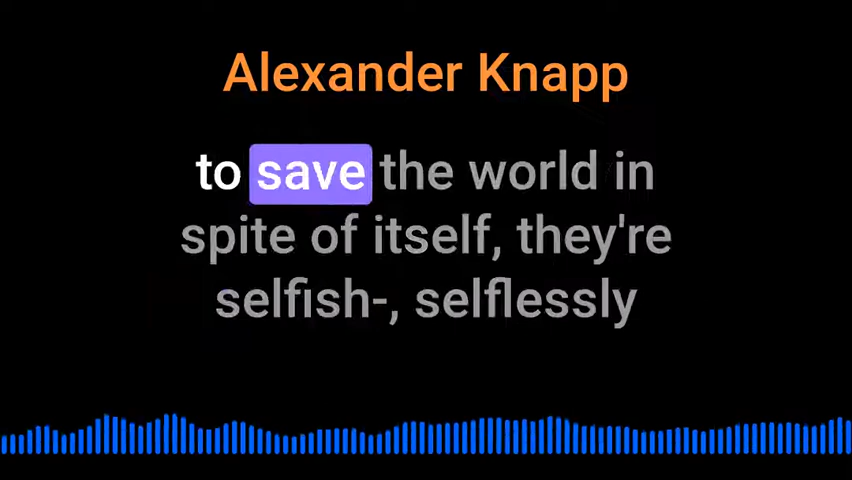 Alexander Knapp
to save the world in
spite of itself, they're
selfish-, selflessly